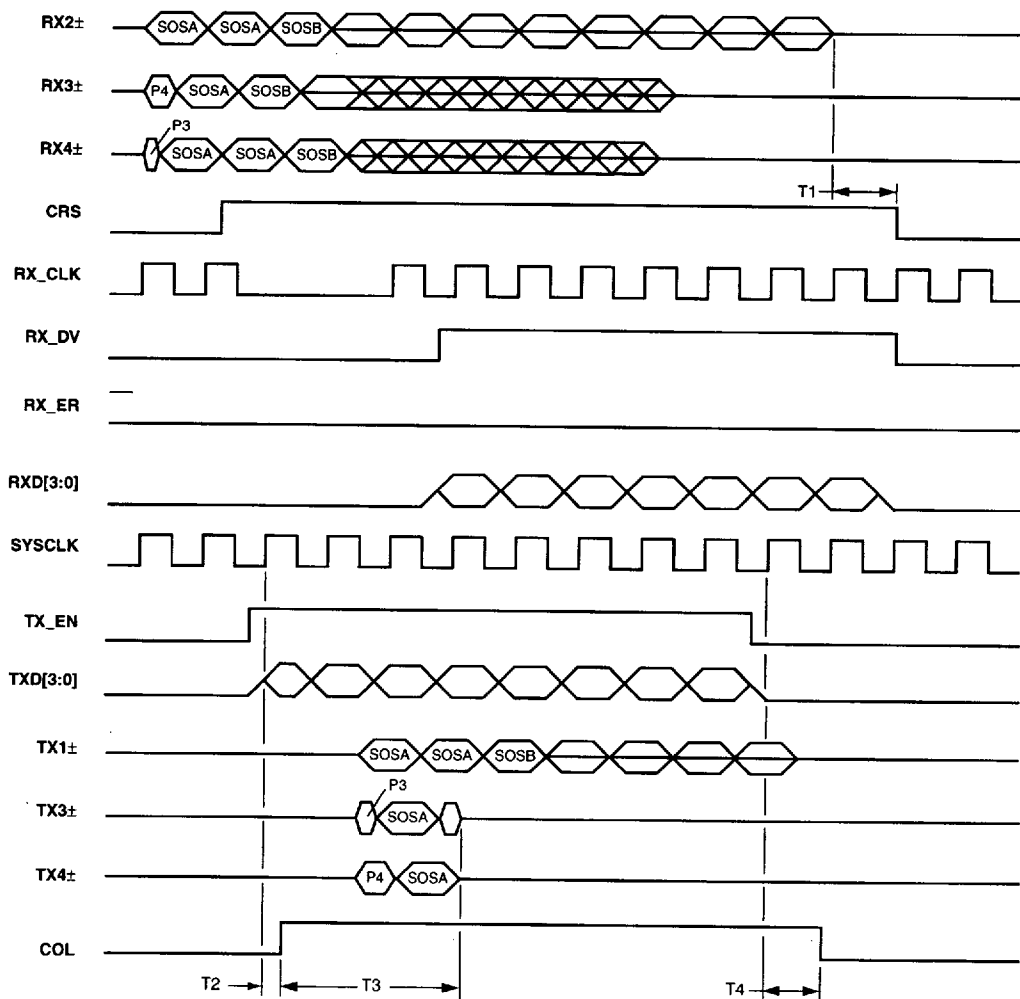 RX2±
SOSA SOSA SOSB
RX3±
P4 SOSA SOSB
P3
RX4±
SOSA SOSA SOSB
T1
CRS
RX_CLK
RX_DV
RX_ER
RXD[3:0]
SYSCLK
TX_EN
TXD[3:0]
TX1±
SOSA SOSA SOSB
P3
TX3±
SOSA
TX4±
P4 SOSA
COL
T2 T3 T4